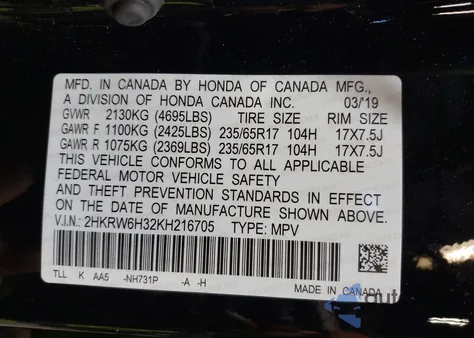 MFD. IN CANADA BY HONDA OF CANADA MFG.,
A DIVISION OF HONDA CANADA INC. 03/19
GVWR 2130KG (4695LBS) TIRE SIZE RIM SIZE
GAWR F 1100KG (2425LBS) 235/65R17 104H 17X7.5J
GAWR R 1075KG (2369LBS) 235/65R17 104H 17X7.5J
THIS VEHICLE CONFORMS TO ALL APPLICABLE
FEDERAL MOTOR VEHICLE SAFETY
AND THEFT PREVENTION STANDARDS IN EFFECT
ON THE DATE OF MANUFACTURE SHOWN ABOVE.
V.I.N.: 2HKRW6H32KH216705 TYPE: MPV
TLL K AA5 -NH731P -A -H
MADE IN CANADA